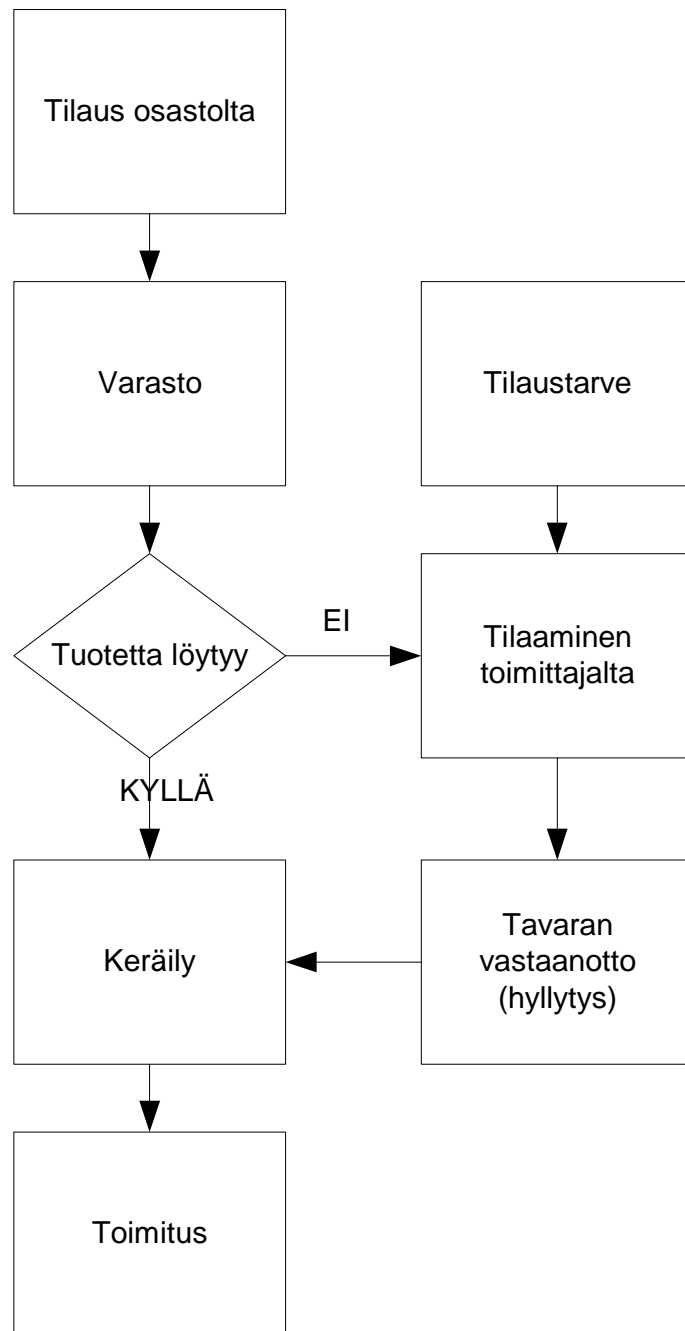 Tilaus osastolta
Varasto
Tilaustarve
Tuotetta löytyy
EI
Tilaaminen
toimittajalta
KYLLÄ
Keräily
Tavaran
vastaanotto
(hyllytys)
Toimitus